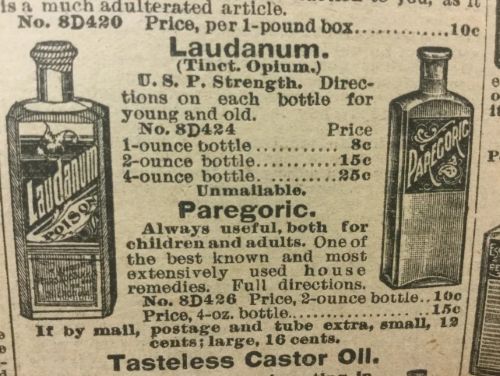 is a much adulterated article.
to you, as it
No. 8D420 Price, per 1-pound box............10c
Laudanum.
(Tinct. Opium.)
U. S. P. Strength. Direc-
tions on each bottle for
young and old.
No. 8D424 Price
1-ounce bottle.......... 8c
2-ounce bottle.......... 15c
4-ounce bottle.......... 25c
Unmailable.
Laudanum
POISON
Paregoric.
Always useful, both for
children and adults. One of
the best known and most
extensively used house
remedies. Full directions.
No. 8D426 Price, 2-ounce bottle..10c
Price, 4-oz. bottle............15c
If by mail, postage and tube extra, small, 12
cents; large, 16 cents.
PAREGORIC
Tasteless Castor Oil.